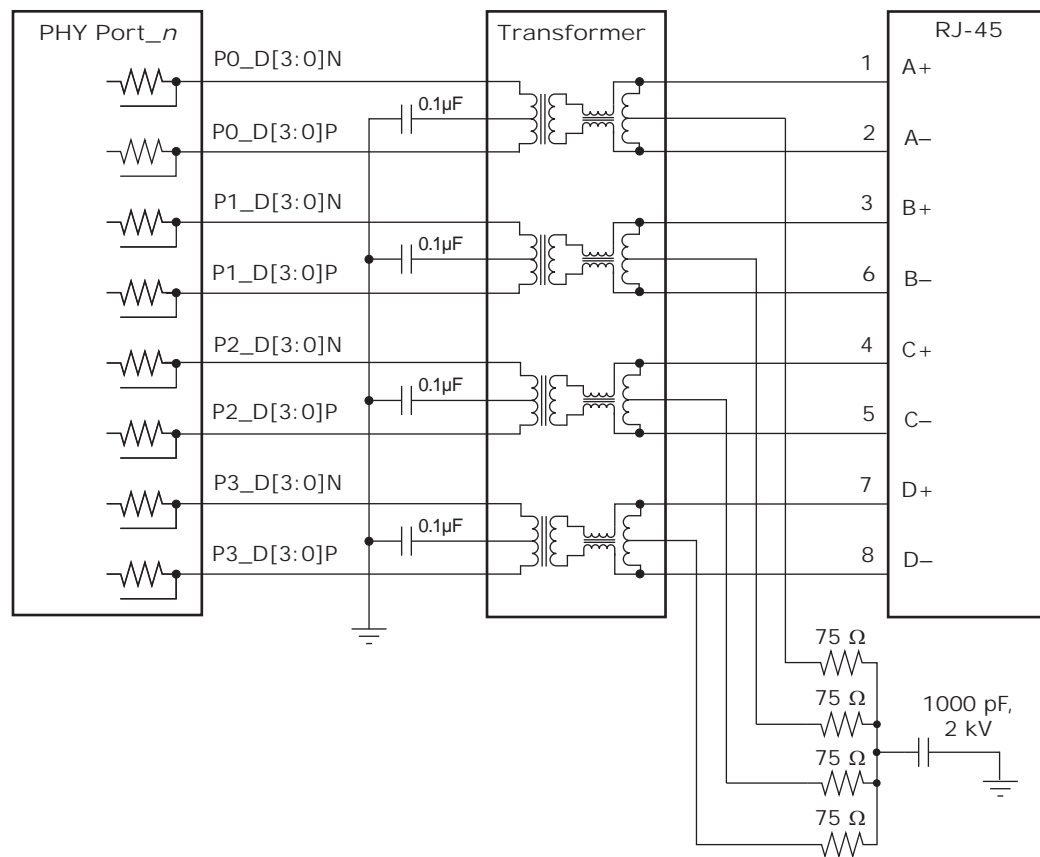 PHY Port_n
Transformer
RJ-45
P0_D[3:0]N
1
A+
0.1µF
P0_D[3:0]P
2
A–
P1_D[3:0]N
3
B+
0.1µF
P1_D[3:0]P
6
B–
P2_D[3:0]N
4
C+
0.1µF
P2_D[3:0]P
5
C–
P3_D[3:0]N
7
D+
0.1µF
P3_D[3:0]P
8
D–
75 Ω
75 Ω
1000 pF,
2 kV
75 Ω
75 Ω